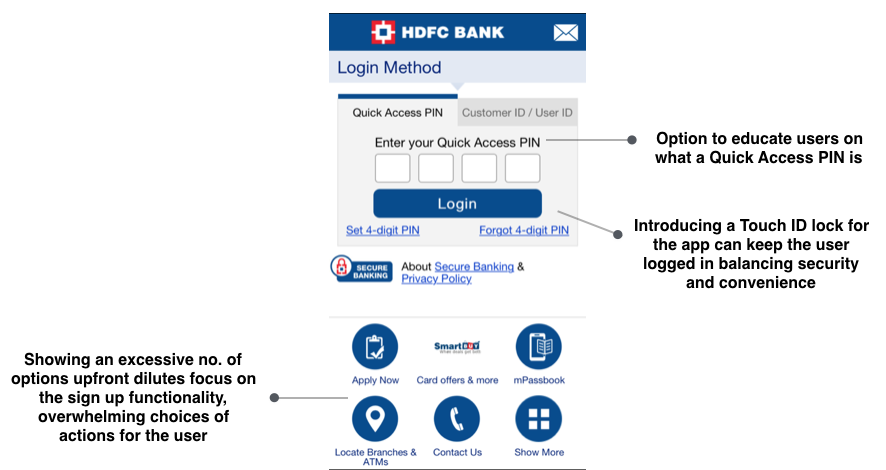 HDFC BANK
Login Method
Quick Access PIN
Customer ID / User ID
Enter your Quick Access PIN
Login
Set 4-digit PIN
Forgot 4-digit PIN
SECURE
BANKING
About Secure Banking &
Privacy Policy
SmartBUY
Apply Now
Card offers & more
mPassbook
Locate Branches &
ATMs
Contact Us
Show More
Option to educate users on
what a Quick Access PIN is
Introducing a Touch ID lock for
the app can keep the user
logged in balancing security
and convenience
Showing an excessive no. of
options upfront dilutes focus on
the sign up functionality,
overwhelming choices of
actions for the user